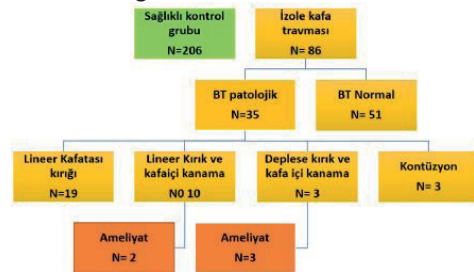 Sağlıklı kontrol
grubu
N=206
İzole kafa
travması
N= 86
BT patolojik
N=35
BT Normal
N= 51
Lineer Kafatası
kırığı
N=19
Lineer Kırık ve
kafaiçi kanama
N0 10
Deplese kırık ve
kafa içi kanama
N= 3
Kontüzyon
N= 3
Ameliyat
N= 2
Ameliyat
N=3